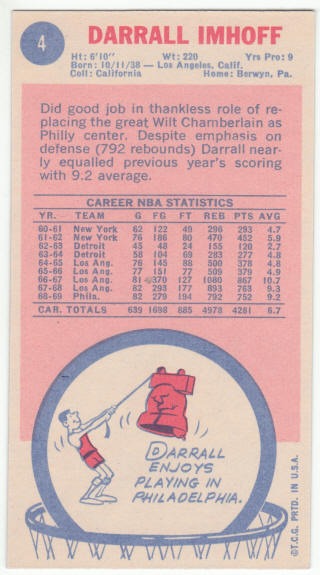 4
DARRALL IMHOFF
Ht: 6'10" Wt: 220 Yrs Pro: 9
Born: 10/11/38 — Los Angeles, Calif.
Coll: California Home: Berwyn, Pa.
Did good job in thankless role of re-
placing the great Wilt Chamberlain as
Philly center. Despite emphasis on
defense (792 rebounds) Darrall near-
ly equalled previous year's scoring
with 9.2 average.
CAREER NBA STATISTICS
YR. TEAM G FG FT REB PTS AVG
60-61 New York 62 122 49 296 293 4.7
61-62 New York 76 186 80 470 452 5.9
62-53 Detroit 45 48 24 155 120 2.7
63-64 Detroit 58 104 69 283 277 4.8
64-65 Los Ang. 76 145 88 500 378 4.8
65-66 Los Ang. 77 151 77 509 379 4.9
66-67 Los Ang. 81 370 127 1080 867 10.7
67-68 Los Ang. 82 293 177 893 763 9.3
68-69 Phila. 82 279 194 792 752 9.2
CAR. TOTALS 639 1698 885 4978 4281 6.7
DARRALL
ENJOYS
PLAYING IN
PHILADELPHIA.
©T.C.G. PRTD. IN U.S.A.